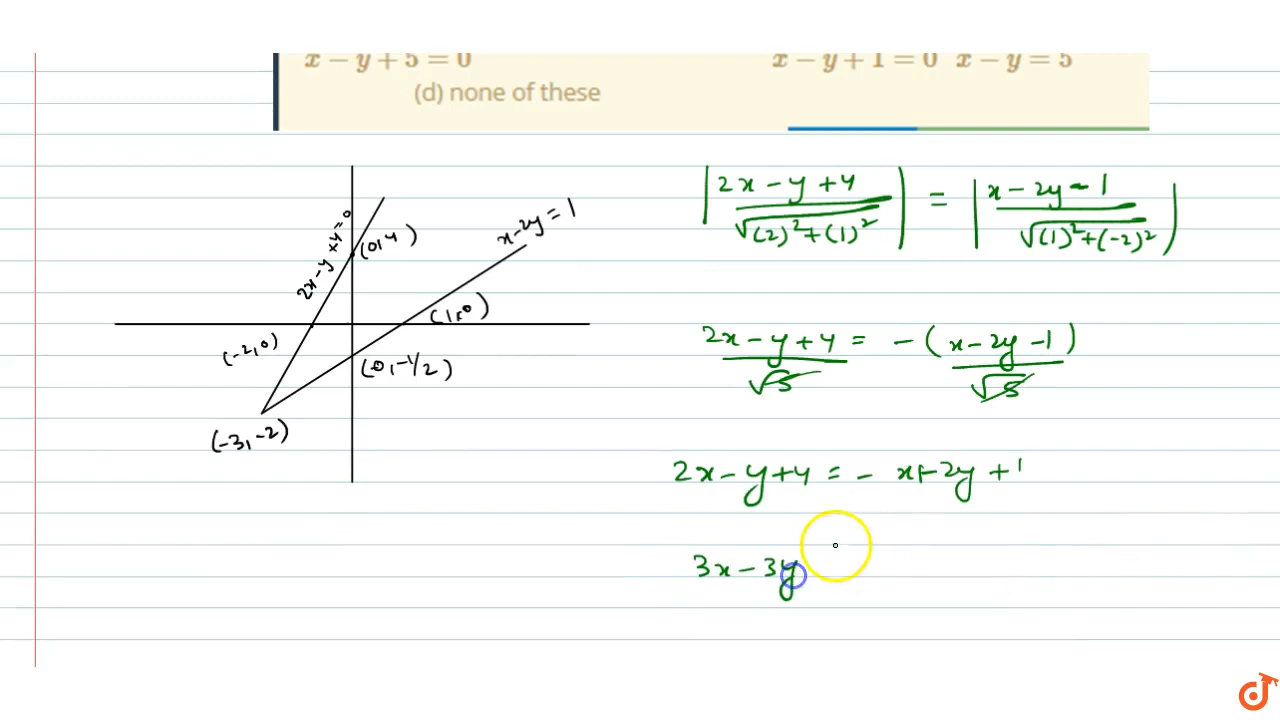 x − y + 5 = 0
x − y + 1 = 0 x − y = 5
(d) none of these
2x - y + 4 = 0
(0, 4)
x - 2y = 1
(1, 0)
(-2, 0)
(0, -1/2)
(-3, -2)
|2x - y + 4 / √(2)² + (1)²| = |x - 2y - 1 / √(1)² + (-2)²|
2x - y + 4 / √5 = - (x - 2y - 1) / √5
2x - y + 4 = - x + 2y + 1
3x - 3y